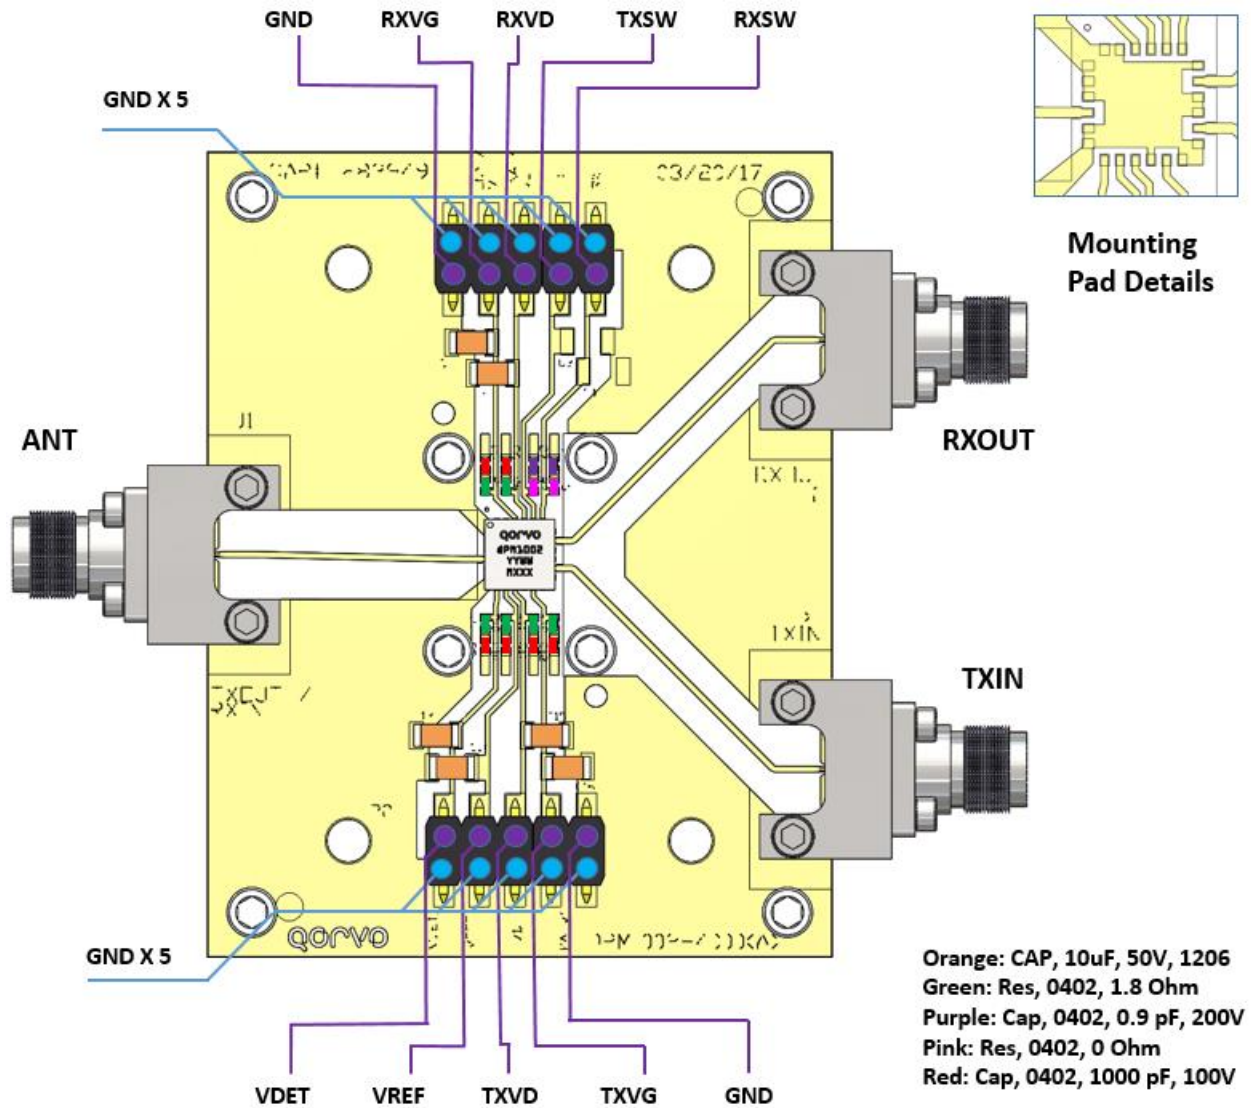 GND
RXVG
RXVD
TXSW
RXSW
GND X 5
03/20/17
Mounting
Pad Details
J1
ANT
RXOUT
QORVO
YYWW
MXXX
TXIN
TXIN
QORVO
GND X 5
VDET
VREF
TXVD
TXVG
GND
Orange: CAP, 10uF, 50V, 1206
Green: Res, 0402, 1.8 Ohm
Purple: Cap, 0402, 0.9 pF, 200V
Pink: Res, 0402, 0 Ohm
Red: Cap, 0402, 1000 pF, 100V